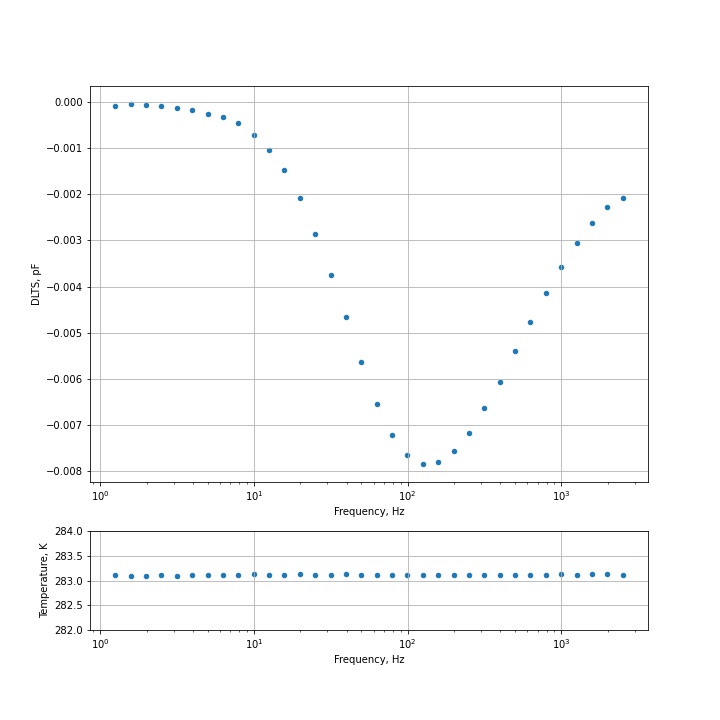 0.000
−0.001
−0.002
−0.003
−0.004
−0.005
−0.006
−0.007
−0.008
DLTS, pF
10⁰ 10¹ 10² 10³
Frequency, Hz
284.0
283.5
283.0
282.5
282.0
Temperature, K
10⁰ 10¹ 10² 10³
Frequency, Hz